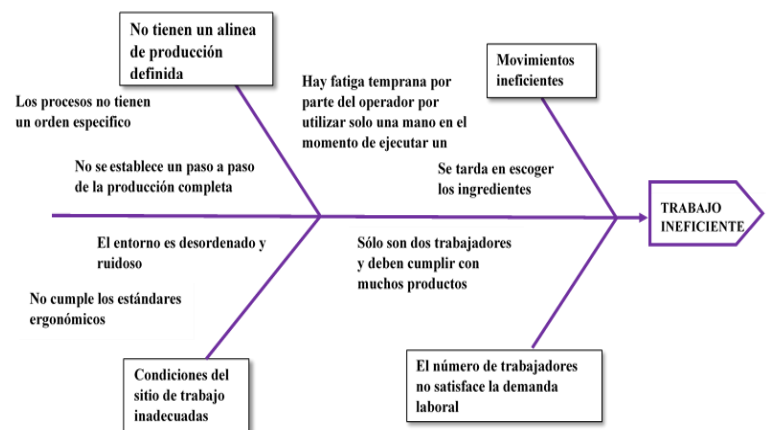 No tienen un alinea
de producción
definida
Movimientos
ineficientes
Hay fatiga temprana por
parte del operador por
utilizar solo una mano en el
momento de ejecutar un
Los procesos no tienen
un orden especifico
No se establece un paso a paso
de la producción completa
Se tarda en escoger
los ingredientes
TRABAJO
INEFICIENTE
El entorno es desordenado y
ruidoso
Sólo son dos trabajadores
y deben cumplir con
muchos productos
No cumple los estándares
ergonómicos
Condiciones del
sitio de trabajo
inadecuadas
El número de trabajadores
no satisface la demanda
laboral